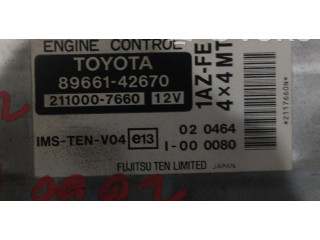 ENGINE CONTROL
TOYOTA
89661-42670
211000-7660 12V
1AZ-FE
4×4 MT
*2117660N*
IMS-TEN-V04 e13 02 0464
I-00 0080
FUJITSU TEN LIMITED JAPAN